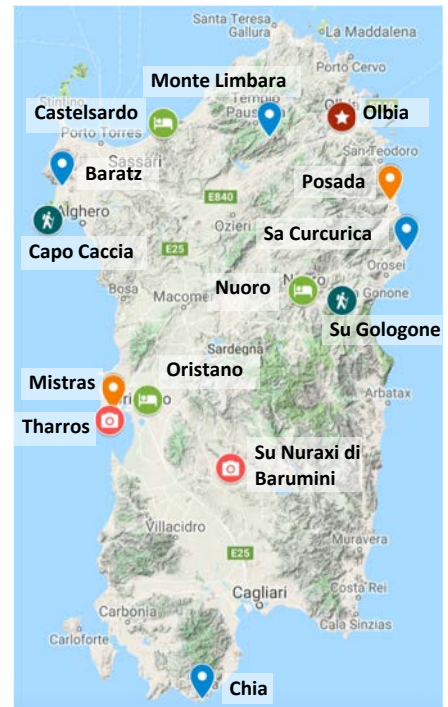 Santa Teresa
Gallura
La Maddalena
Porto Cervo
Monte Limbara
Castelsardo
Stintino
Tempio
Pausania
Olbia
Porto Torres
Sassari
San Teodoro
Baratz
Posada
E840
Alghero
Ozieri
Sa Curcurica
Capo Caccia
E25
Orosei
Nuoro
Bosa
Macomer
Gonone
Su Gologone
Sardegna
Oristano
Mistras
Arbatax
Tharros
Su Nuraxi di
Barumini
Villacidro
Muravera
E25
Cagliari
Costa Rei
Carbonia
Cala Sinzias
Carloforte
Chia